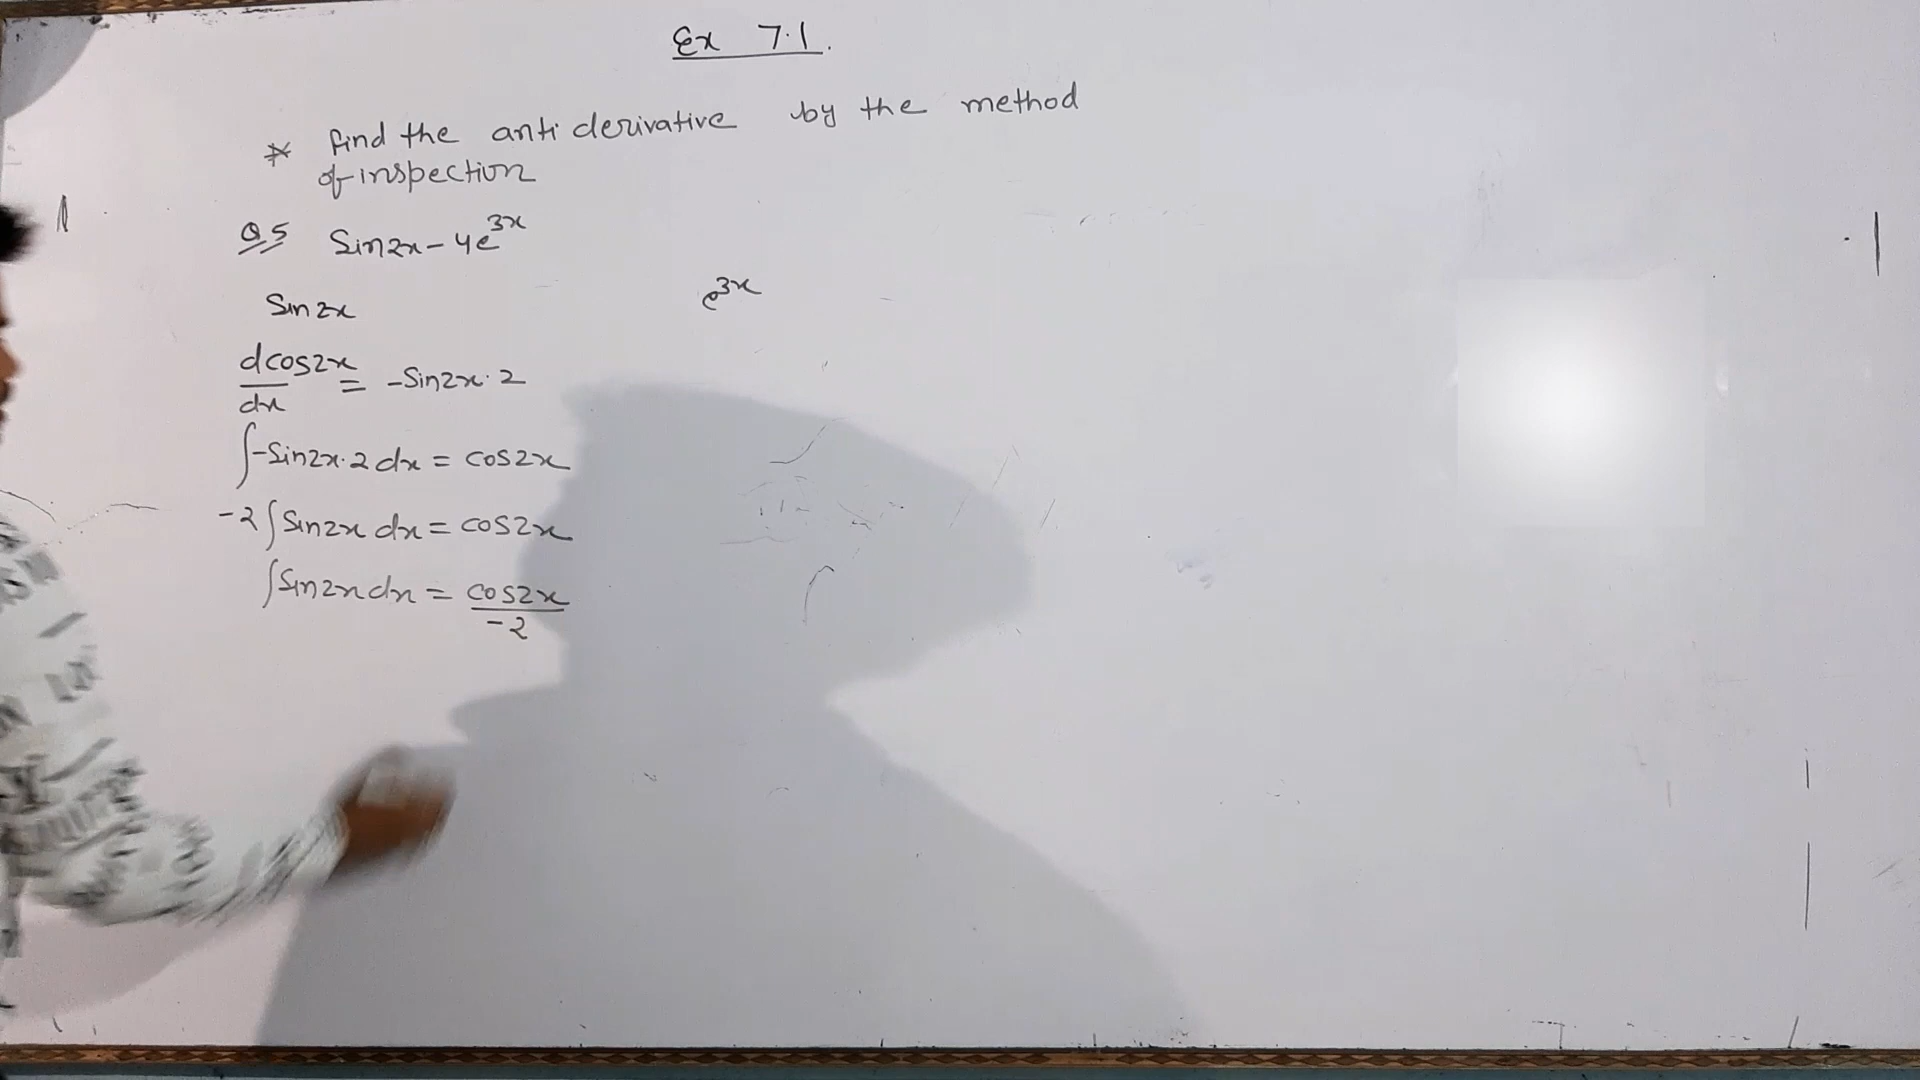 Ex 7.1.
* find the anti derivative by the method
of inspection
Q5 Sin2x - 4e^3x
Sin 2x
e^3x
dcos2x/dx = -Sin2x·2
∫-Sin2x·2 dx = cos2x
-2∫Sin2x dx = cos2x
∫Sin2x dx = cos2x/-2